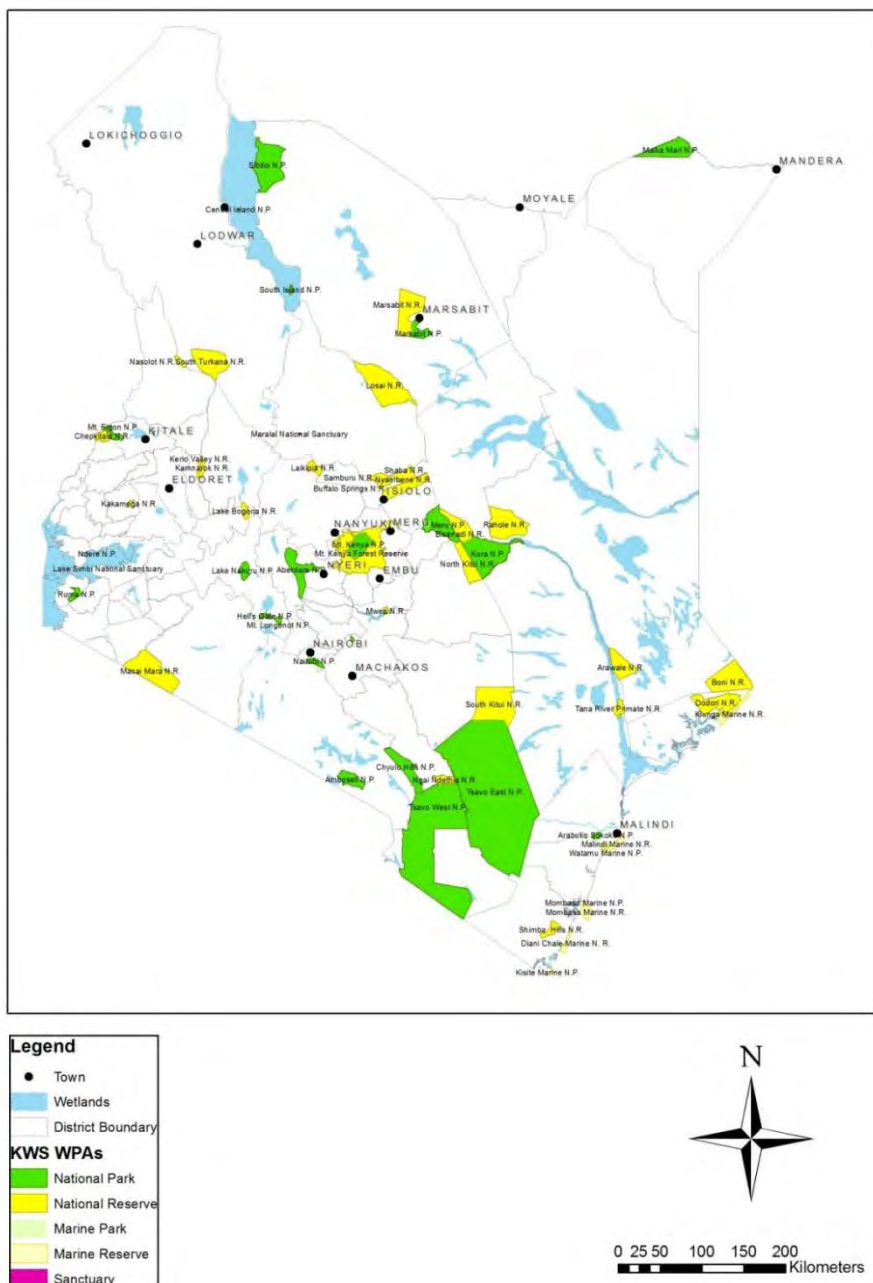 LOKICHOGGIO
Sibiloi N.P.
Malka Mari N.P.
MANDERA
Central Island N.P.
MOYALE
LODWAR
South Island N.P.
Marsabit N.R.
MARSABIT
Marsabit N.P.
Nasolot N.R.
South Turkana N.R.
Losai N.R.
Mt. Elgon N.P.
Chepkitale N.R.
KITALE
Maralal National Sanctuary
Kerio Valley N.R.
Kamnarok N.R.
ELDORET
Laikipia N.R.
Shaba N.R.
Samburu N.R.
Nyambene N.R.
Buffalo Springs N.R.
ISIOLO
Kakamega N.R.
Lake Bogoria N.R.
NANYUKI
MERU
Meru N.P.
Rahole N.R.
Bisanadi N.R.
Mt. Kenya N.P.
Mt. Kenya Forest Reserve
Kora N.P.
North Kitui N.R.
Ndere N.P.
Lake Simbi National Sanctuary
Lake Nakuru N.P.
Aberdare N.P.
NYERI
EMBU
Ruma N.P.
Mwea N.R.
Hell's Gate N.P.
Mt. Longonot N.P.
NAIROBI
Nairobi N.P.
MACHAKOS
Masai Mara N.R.
Arawale N.R.
Boni N.R.
Dodori N.R.
Kiunga Marine N.R.
Tana River Primate N.R.
South Kitui N.R.
Chyulu Hills N.P.
Amboseli N.P.
Ngai Ndethia N.R.
Tsavo East N.P.
Tsavo West N.P.
MALINDI
Arabuko Sokoke N.P.
Malindi Marine N.R.
Watamu Marine N.P.
Mombasa Marine N.P.
Mombasa Marine N.R.
Shimba Hills N.R.
Diani Chale Marine N. R.
Kisite Marine N.P.
Legend
Town
Wetlands
District Boundary
KWS WPAs
National Park
National Reserve
Marine Park
Marine Reserve
Sanctuary
N
0 25 50 100 150 200
Kilometers